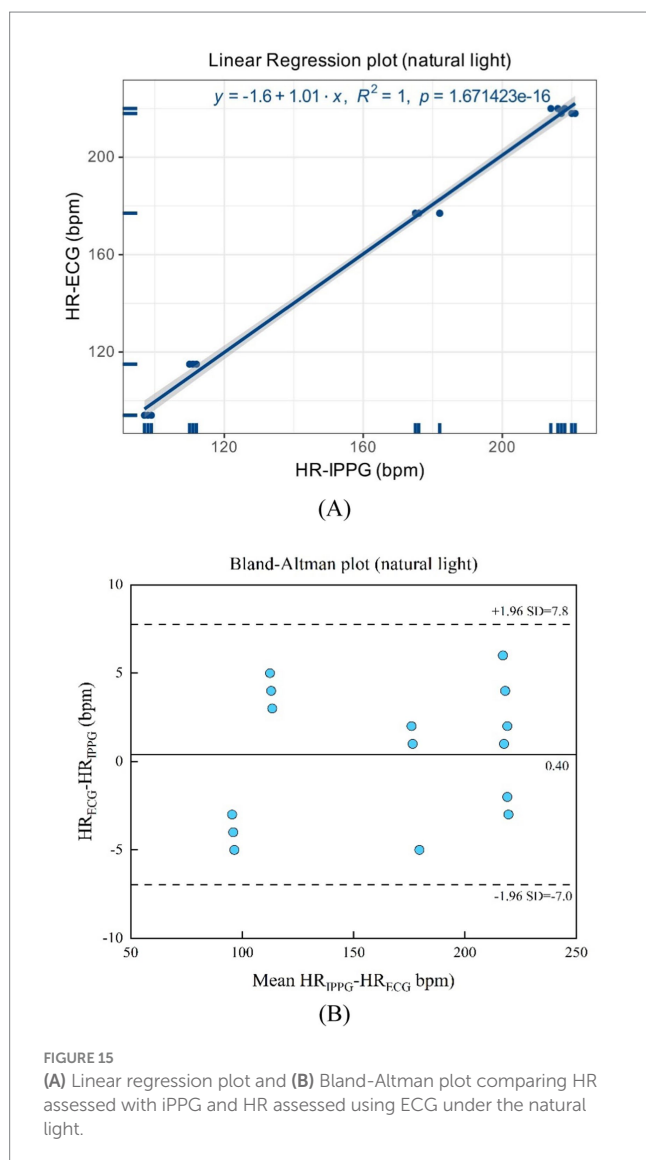 Linear Regression plot (natural light)
y = -1.6 + 1.01 · x, R² = 1, p = 1.671423e-16
HR-ECG (bpm)
200
160
120
120
160
200
HR-IPPG (bpm)
(A)
Bland-Altman plot (natural light)
HR_ECG-HR_IPPG (bpm)
10
5
0
-5
-10
+1.96 SD=7.8
0.40
-1.96 SD=-7.0
50
100
150
200
250
Mean HR_IPPG-HR_ECG bpm)
(B)
FIGURE 15
(A) Linear regression plot and (B) Bland-Altman plot comparing HR
assessed with iPPG and HR assessed using ECG under the natural
light.